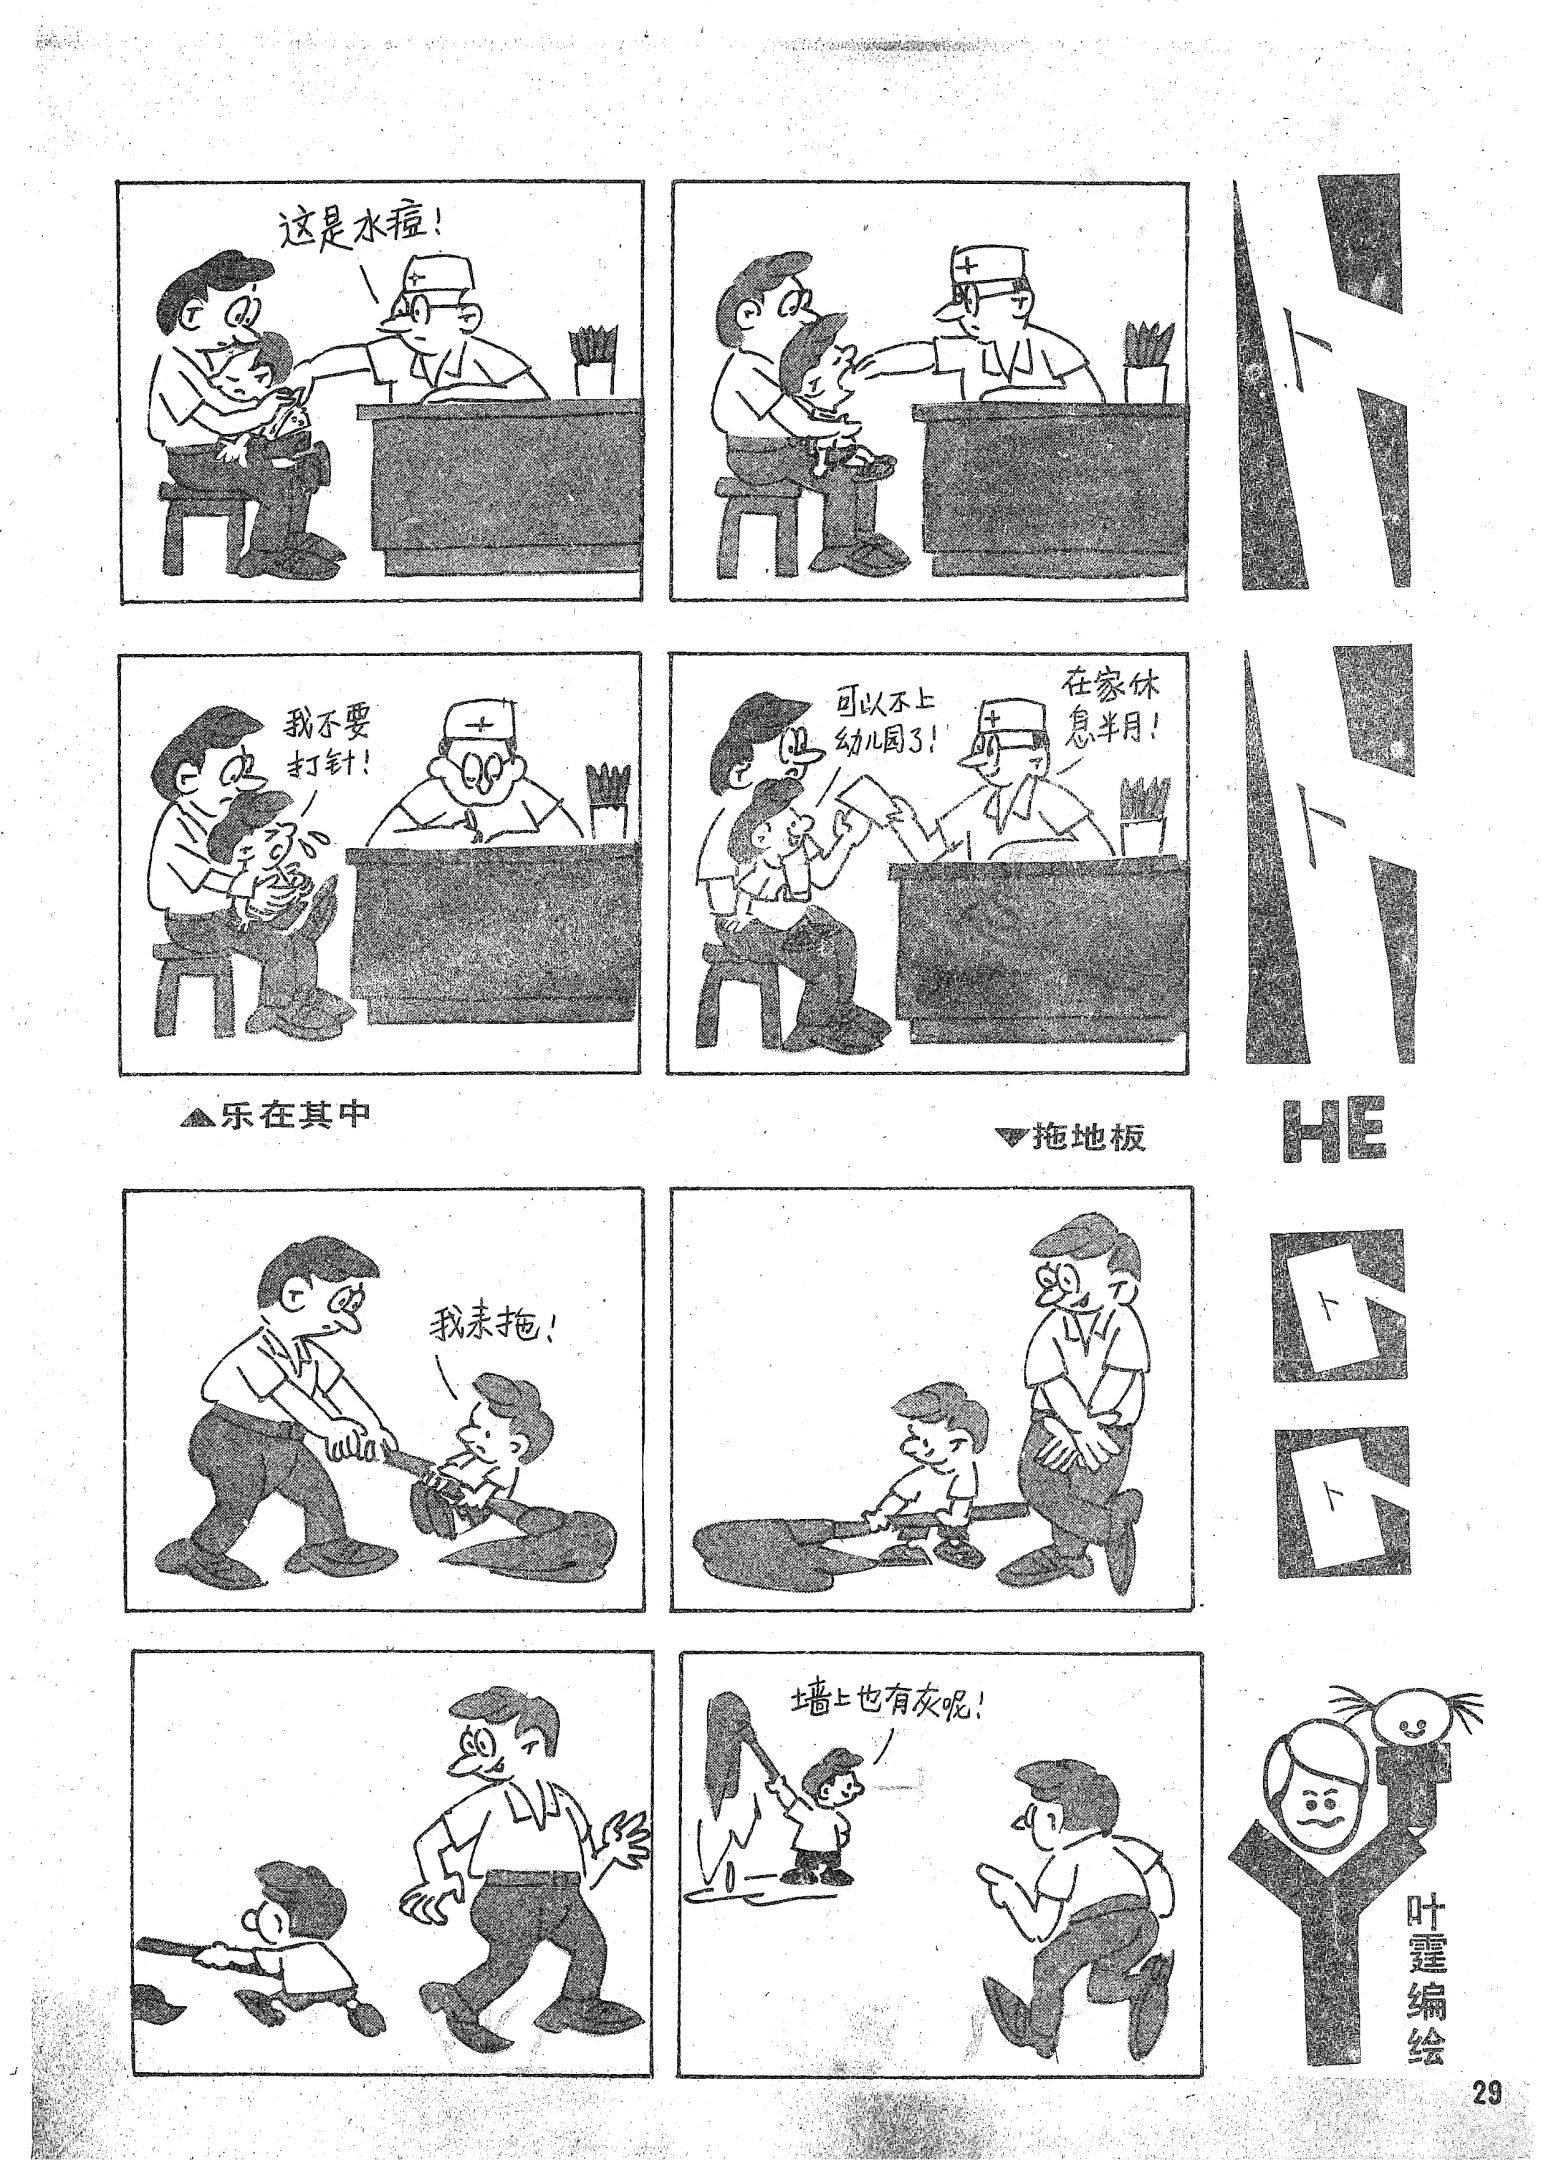 这是水痘！
我不要
打针！
可以不上
幼儿园了！
在家休
息半月！
▲乐在其中
▼拖地板
我来拖！
墙上也有灰呢！
HE
叶霆编绘
29